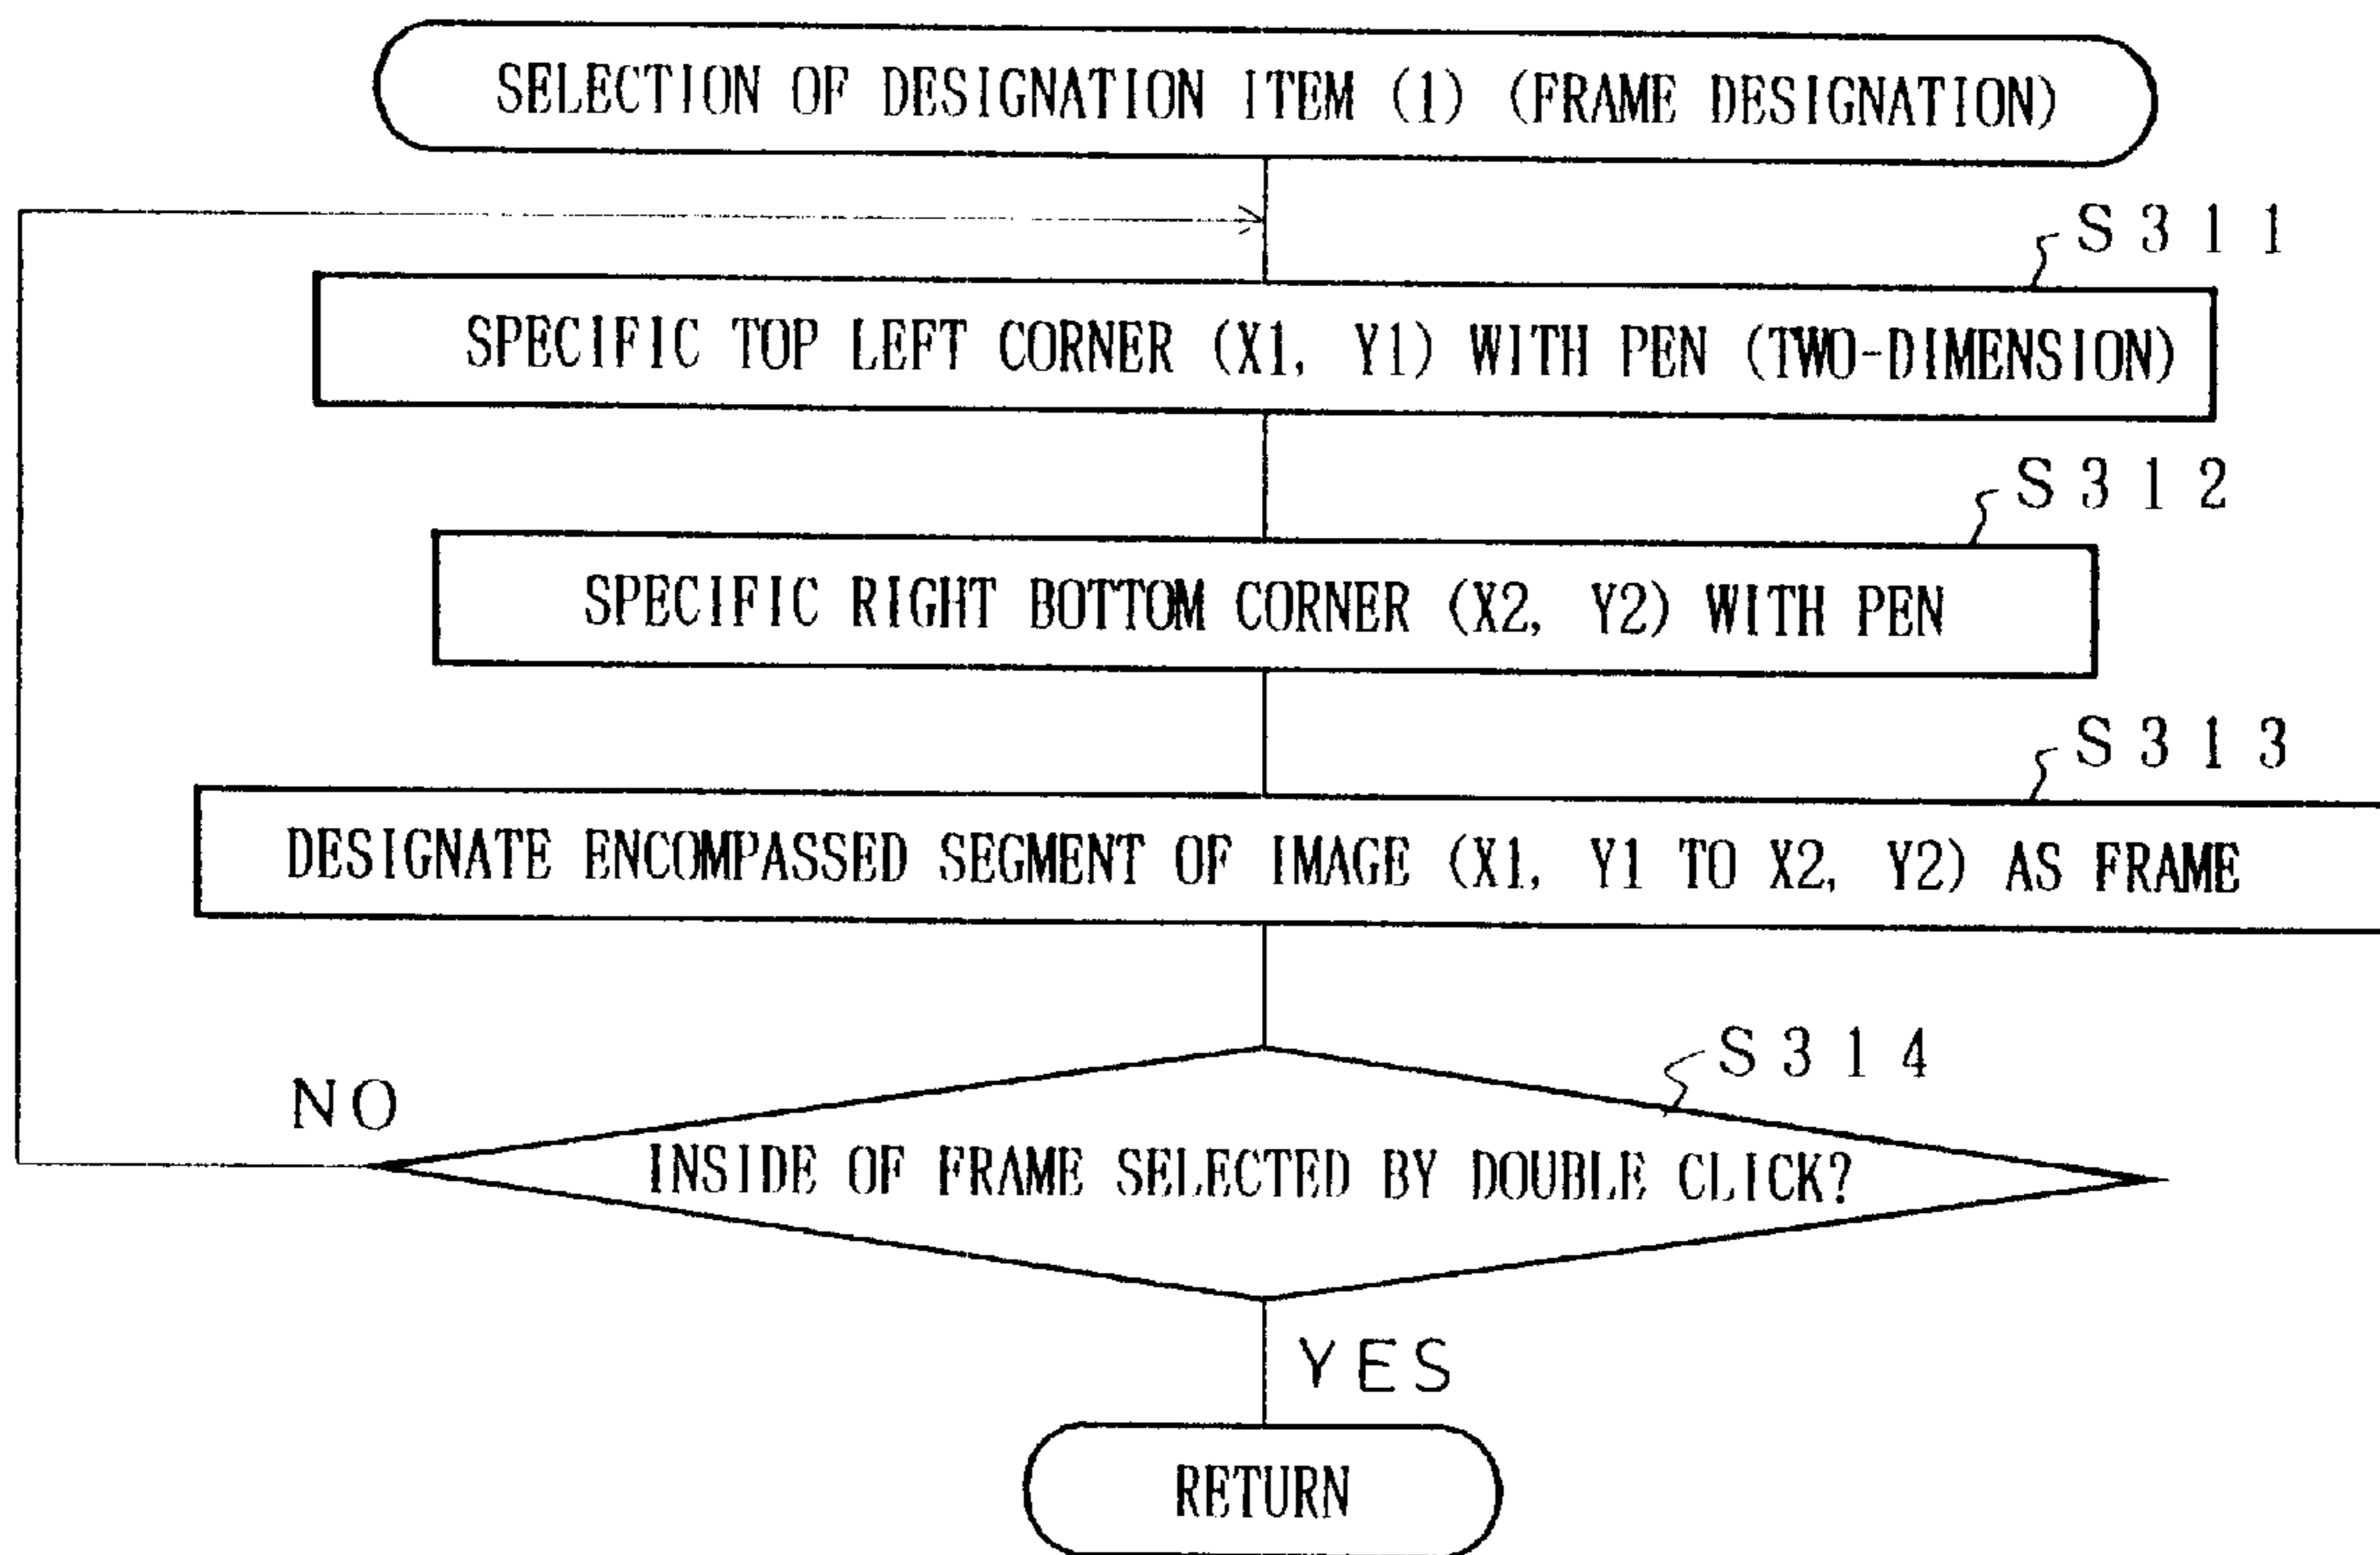 SELECTION OF DESIGNATION ITEM (1) (FRAME DESIGNATION)
S311
SPECIFIC TOP LEFT CORNER (X1, Y1) WITH PEN (TWO-DIMENSION)
S312
SPECIFIC RIGHT BOTTOM CORNER (X2, Y2) WITH PEN
S313
DESIGNATE ENCOMPASSED SEGMENT OF IMAGE (X1, Y1 TO X2, Y2) AS FRAME
S314
NO
INSIDE OF FRAME SELECTED BY DOUBLE CLICK?
YES
RETURN